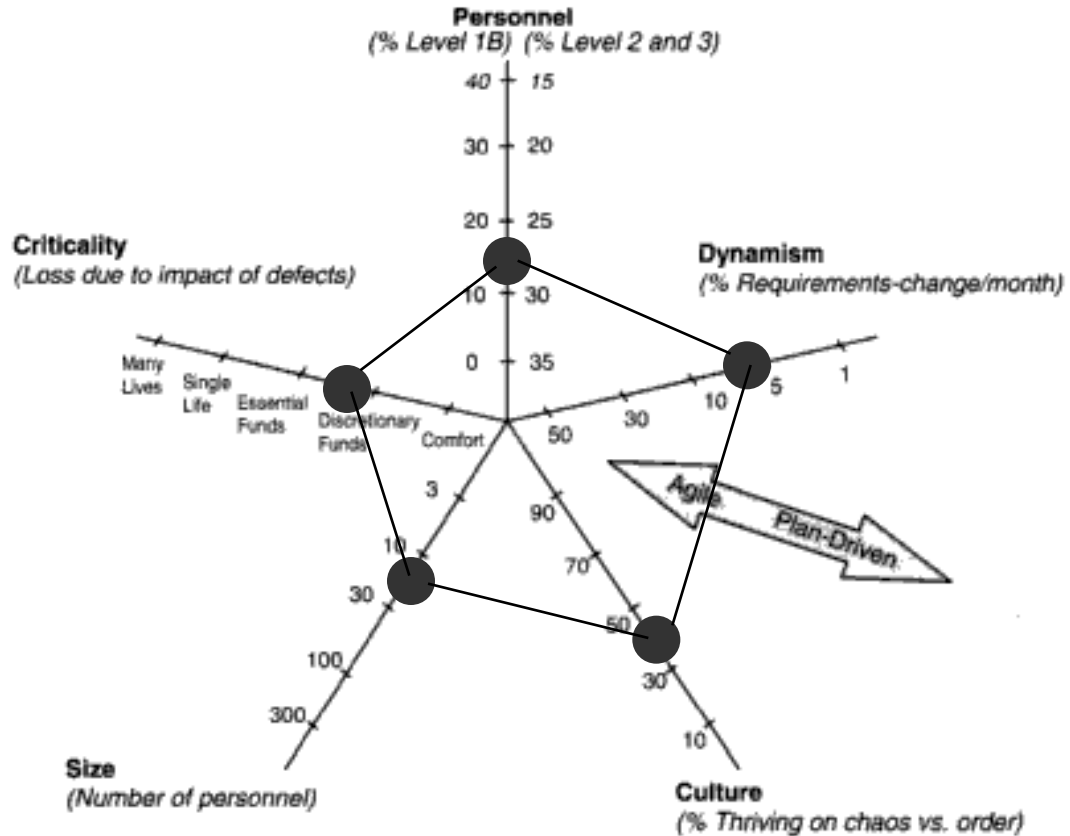 Personnel
(% Level 1B) (% Level 2 and 3)
40 15
30 20
20 25
10 30
0 35
Criticality
(Loss due to impact of defects)
Many
Lives
Single
Life
Essential
Funds
Discretionary
Funds
Comfort
Dynamism
(% Requirements-change/month)
50
30
10
5
1
Agile
Plan-Driven
3
10
30
100
300
Size
(Number of personnel)
90
70
50
30
10
Culture
(% Thriving on chaos vs. order)